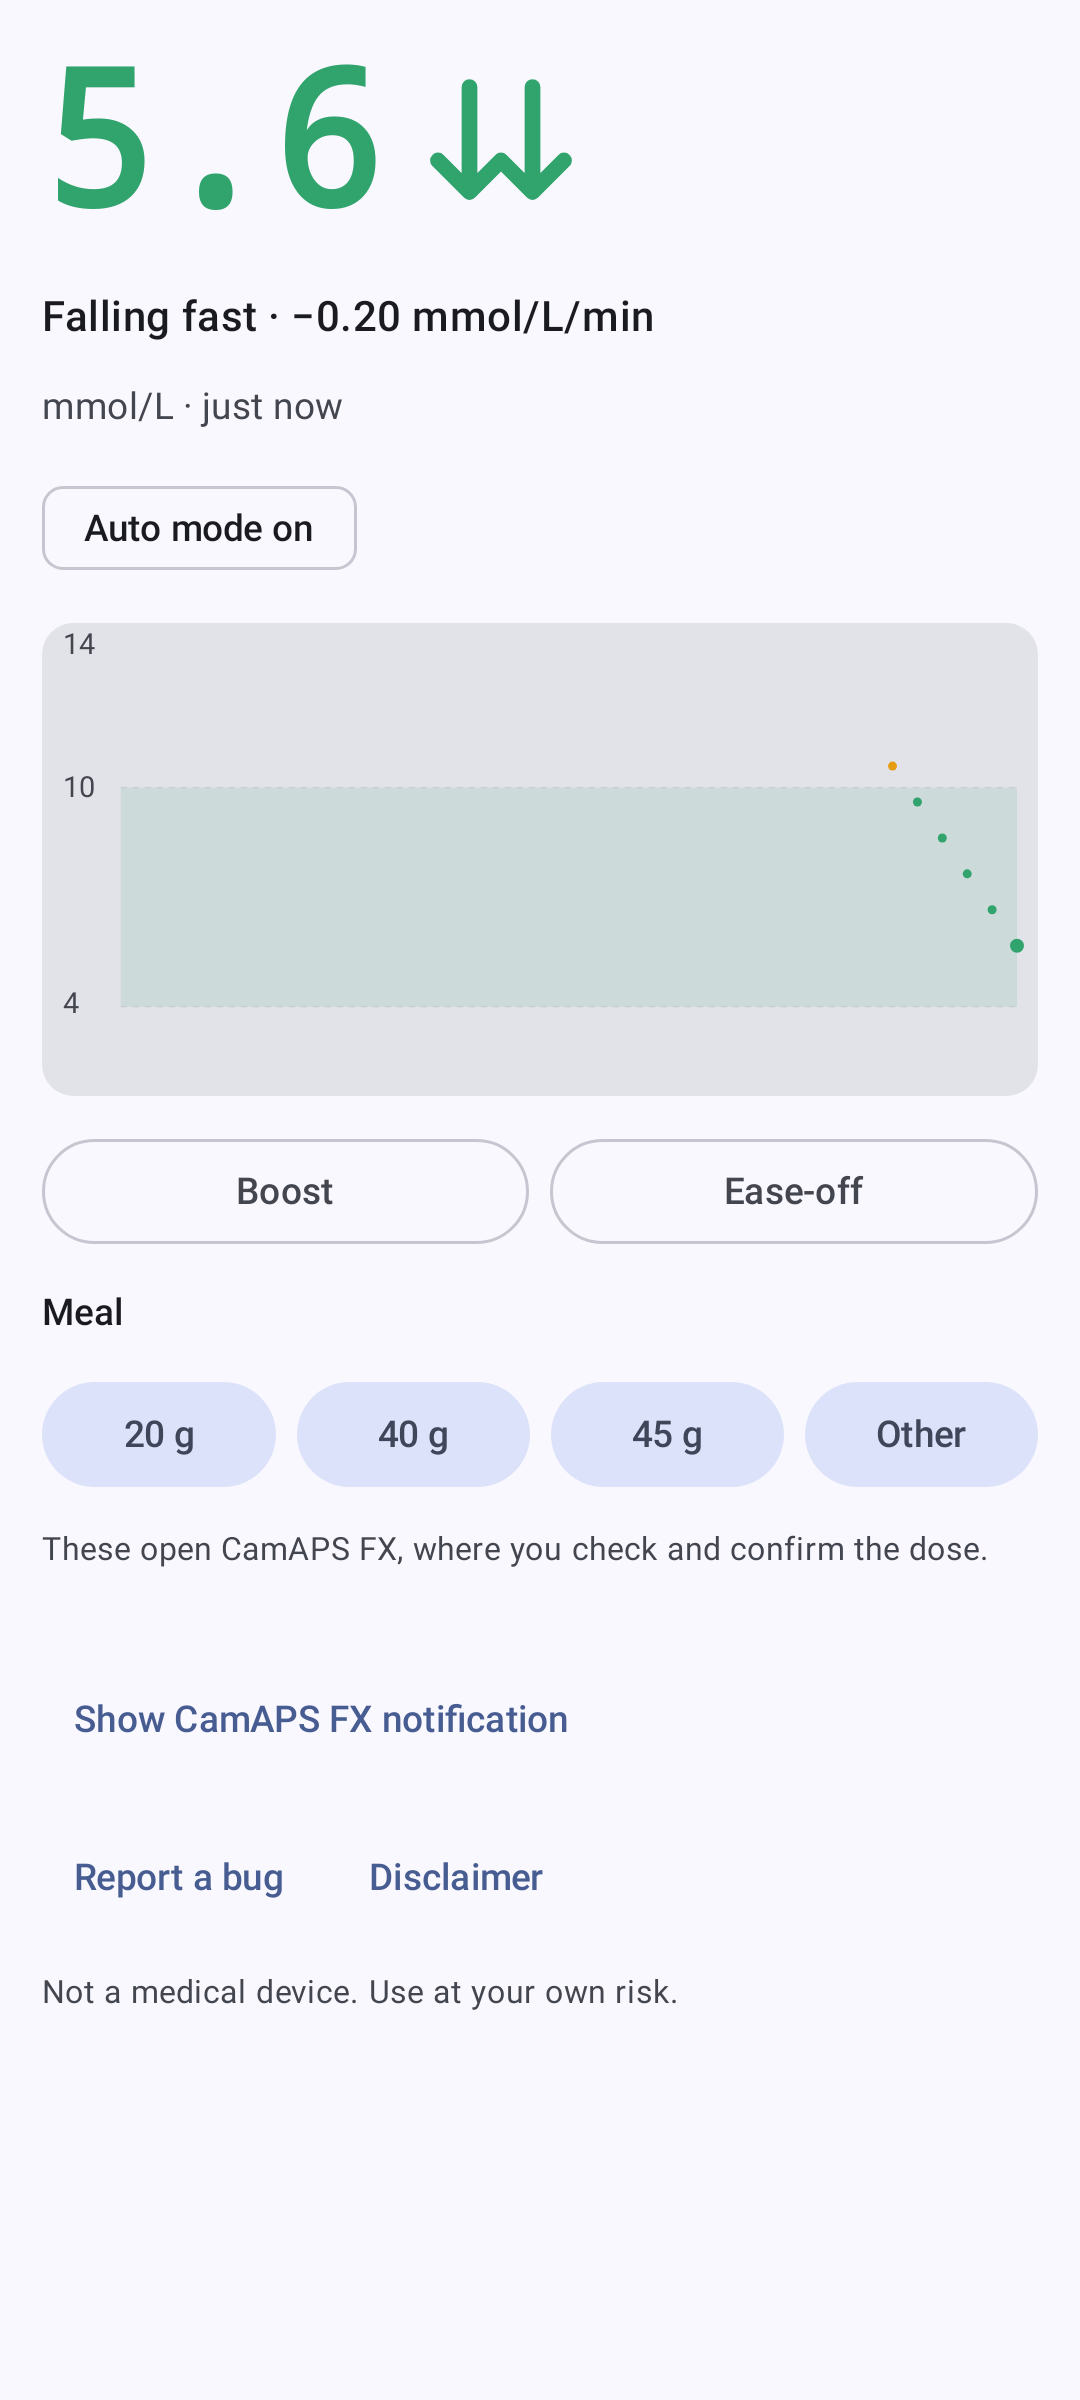 5.6
Falling fast · −0.20 mmol/L/min
mmol/L · just now
Auto mode on
14
10
4
Boost Ease-off
Meal
20 g 40 g 45 g Other
These open CamAPS FX, where you check and confirm the dose.
Show CamAPS FX notification
Report a bug Disclaimer
Not a medical device. Use at your own risk.